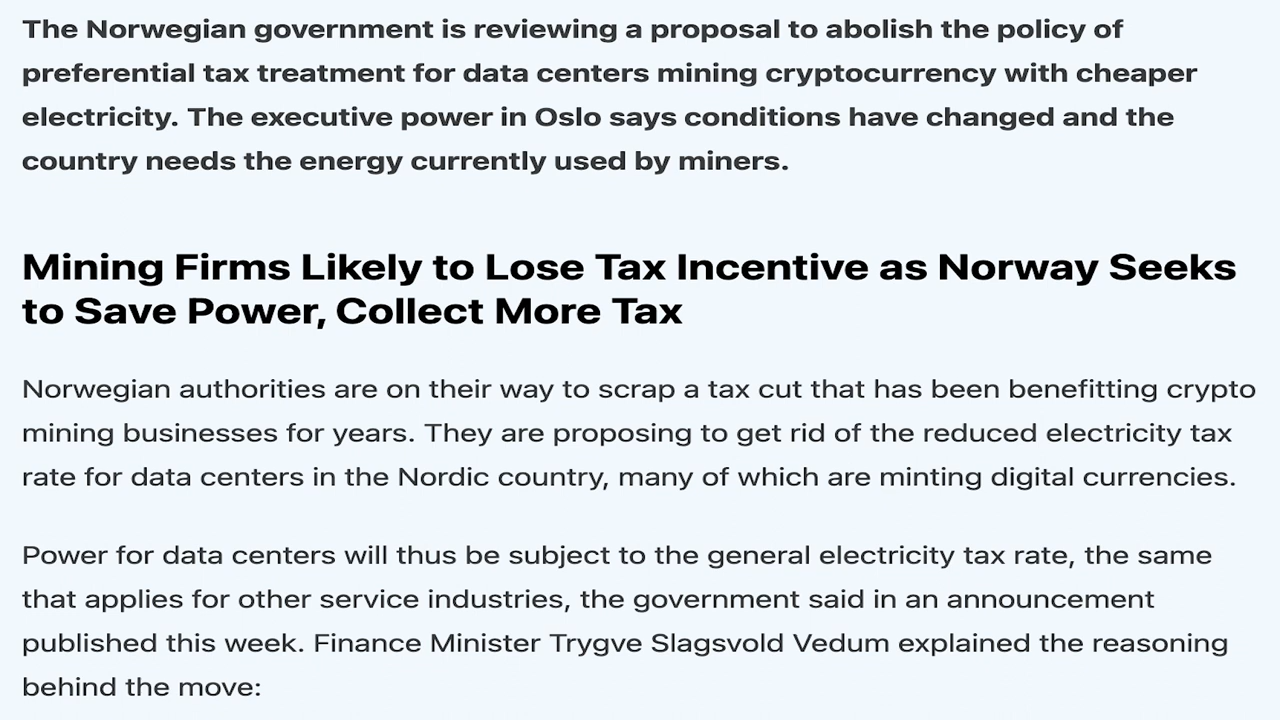 The Norwegian government is reviewing a proposal to abolish the policy of
preferential tax treatment for data centers mining cryptocurrency with cheaper
electricity. The executive power in Oslo says conditions have changed and the
country needs the energy currently used by miners.
Mining Firms Likely to Lose Tax Incentive as Norway Seeks
to Save Power, Collect More Tax
Norwegian authorities are on their way to scrap a tax cut that has been benefitting crypto
mining businesses for years. They are proposing to get rid of the reduced electricity tax
rate for data centers in the Nordic country, many of which are minting digital currencies.
Power for data centers will thus be subject to the general electricity tax rate, the same
that applies for other service industries, the government said in an announcement
published this week. Finance Minister Trygve Slagsvold Vedum explained the reasoning
behind the move: